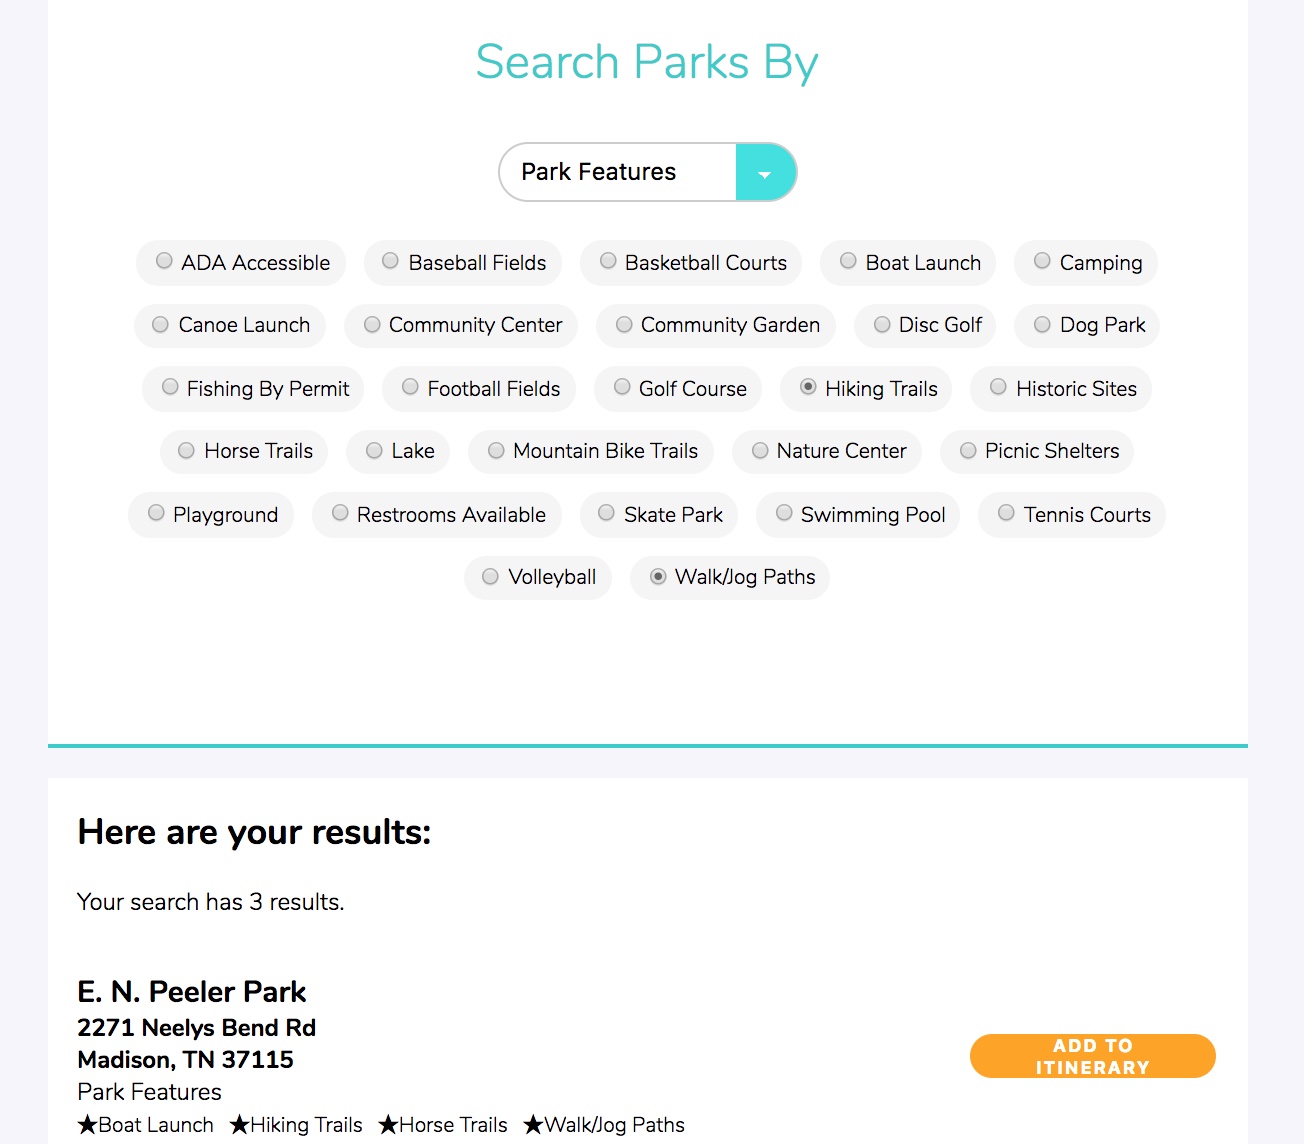 Search Parks By
Park Features
ADA Accessible Baseball Fields Basketball Courts Boat Launch Camping
Canoe Launch Community Center Community Garden Disc Golf Dog Park
Fishing By Permit Football Fields Golf Course Hiking Trails Historic Sites
Horse Trails Lake Mountain Bike Trails Nature Center Picnic Shelters
Playground Restrooms Available Skate Park Swimming Pool Tennis Courts
Volleyball Walk/Jog Paths
Here are your results:
Your search has 3 results.
E. N. Peeler Park
2271 Neelys Bend Rd
Madison, TN 37115
ADD TO
ITINERARY
Park Features
★Boat Launch ★Hiking Trails ★Horse Trails ★Walk/Jog Paths